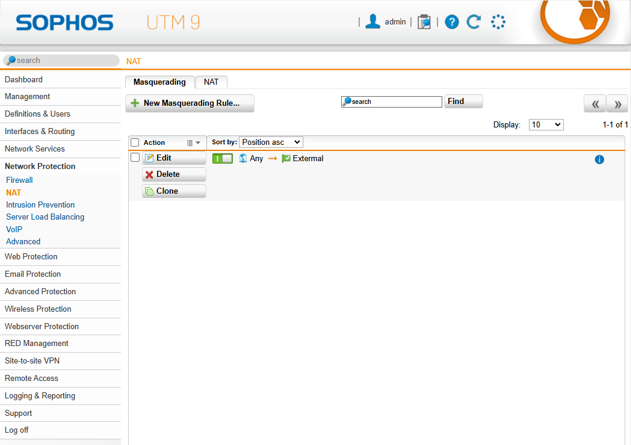 SOPHOS UTM 9 | admin | | ?
search NAT
Dashboard
Management
Definitions & Users
Interfaces & Routing
Network Services
Network Protection
Firewall
NAT
Intrusion Prevention
Server Load Balancing
VoIP
Advanced
Web Protection
Email Protection
Advanced Protection
Wireless Protection
Webserver Protection
RED Management
Site-to-site VPN
Remote Access
Logging & Reporting
Support
Log off
Masquerading NAT
+ New Masquerading Rule... search Find « »
Display: 10 1-1 of 1
Action Sort by: Position asc
Edit Any → Extermal i
Delete
Clone